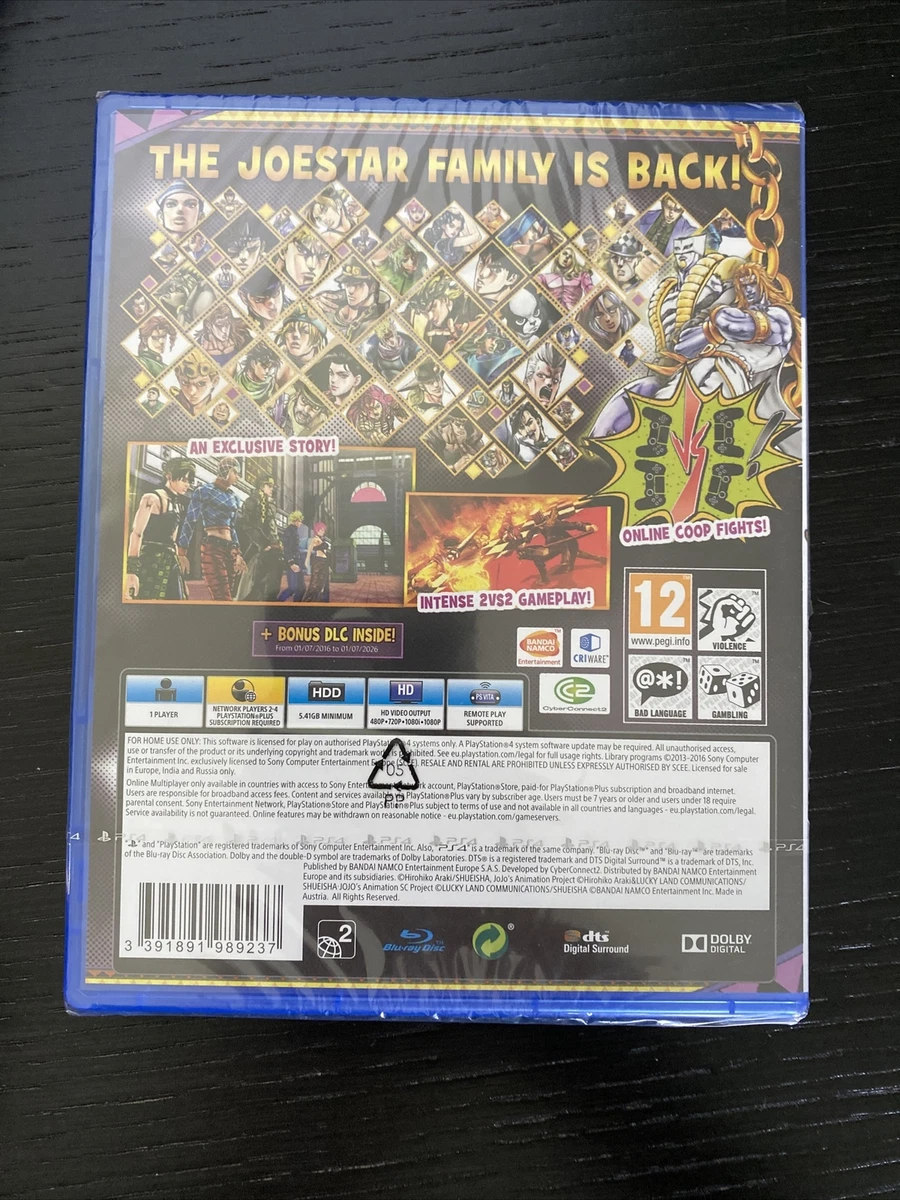 THE JOESTAR FAMILY IS BACK!
AN EXCLUSIVE STORY!
VS
ONLINE COOP FIGHTS!
INTENSE 2VS2 GAMEPLAY!
+ BONUS DLC INSIDE!
From 01/07/2016 to 01/07/2026
BANDAI
NAMCO
Entertainment
CRIWARE™
C2
CyberConnect2
12
www.pegi.info
VIOLENCE
@*!
BAD LANGUAGE
GAMBLING
1 PLAYER
NETWORK PLAYERS 2-4
PLAYSTATION®PLUS
SUBSCRIPTION REQUIRED
HDD
5.41GB MINIMUM
HD
HD VIDEO OUTPUT
480P•720P•1080i•1080P
PS VITA
REMOTE PLAY
SUPPORTED
FOR HOME USE ONLY: This software is licensed for play on authorised PlayStation®4 systems only. A PlayStation®4 system software update may be required. All unauthorised access,
use or transfer of the product or its underlying copyright and trademark work is prohibited. See eu.playstation.com/legal for full usage rights. Library programs ©2013-2016 Sony Computer
Entertainment Inc. exclusively licensed to Sony Computer Entertainment Europe (SCEE). RESALE AND RENTAL ARE PROHIBITED UNLESS EXPRESSLY AUTHORISED BY SCEE. Licensed for sale
in Europe, India and Russia only.
Online Multiplayer only available in countries with access to Sony Entertainment Network account, PlayStation®Store, paid-for PlayStation®Plus subscription and broadband internet.
Users are responsible for broadband access fees. Content and services available to PlayStation®Plus vary by subscriber age. Users must be 7 years or older and users under 18 require
parental consent. Sony Entertainment Network, PlayStation®Store and PlayStation®Plus subject to terms of use and not available in all countries and languages - eu.playstation.com/legal.
Service availability is not guaranteed. Online features may be withdrawn on reasonable notice - eu.playstation.com/gameservers.
05
PP
PS4 PS4 PS4 PS4 PS4 PS4 PS4
and "PlayStation" are registered trademarks of Sony Computer Entertainment Inc. Also, "PS4" is a trademark of the same company. "Blu-ray Disc™" and "Blu-ray™" are trademarks
of the Blu-ray Disc Association. Dolby and the double-D symbol are trademarks of Dolby Laboratories. DTS® is a registered trademark and DTS Digital Surround™ is a trademark of DTS, Inc.
Published by BANDAI NAMCO Entertainment Europe S.A.S. Developed by CyberConnect2. Distributed by BANDAI NAMCO Entertainment
Europe and its subsidiaries. ©Hirohiko Araki/SHUEISHA, JoJo's Animation Project ©Hirohiko Araki&LUCKY LAND COMMUNICATIONS/
SHUEISHA·JOJO's Animation SC Project ©LUCKY LAND COMMUNICATIONS/SHUEISHA ©BANDAI NAMCO Entertainment Inc. Made in
Austria. All Rights Reserved.
3 391891 989237
2
Blu-ray Disc™
®
dts™
Digital Surround
DOLBY
DIGITAL